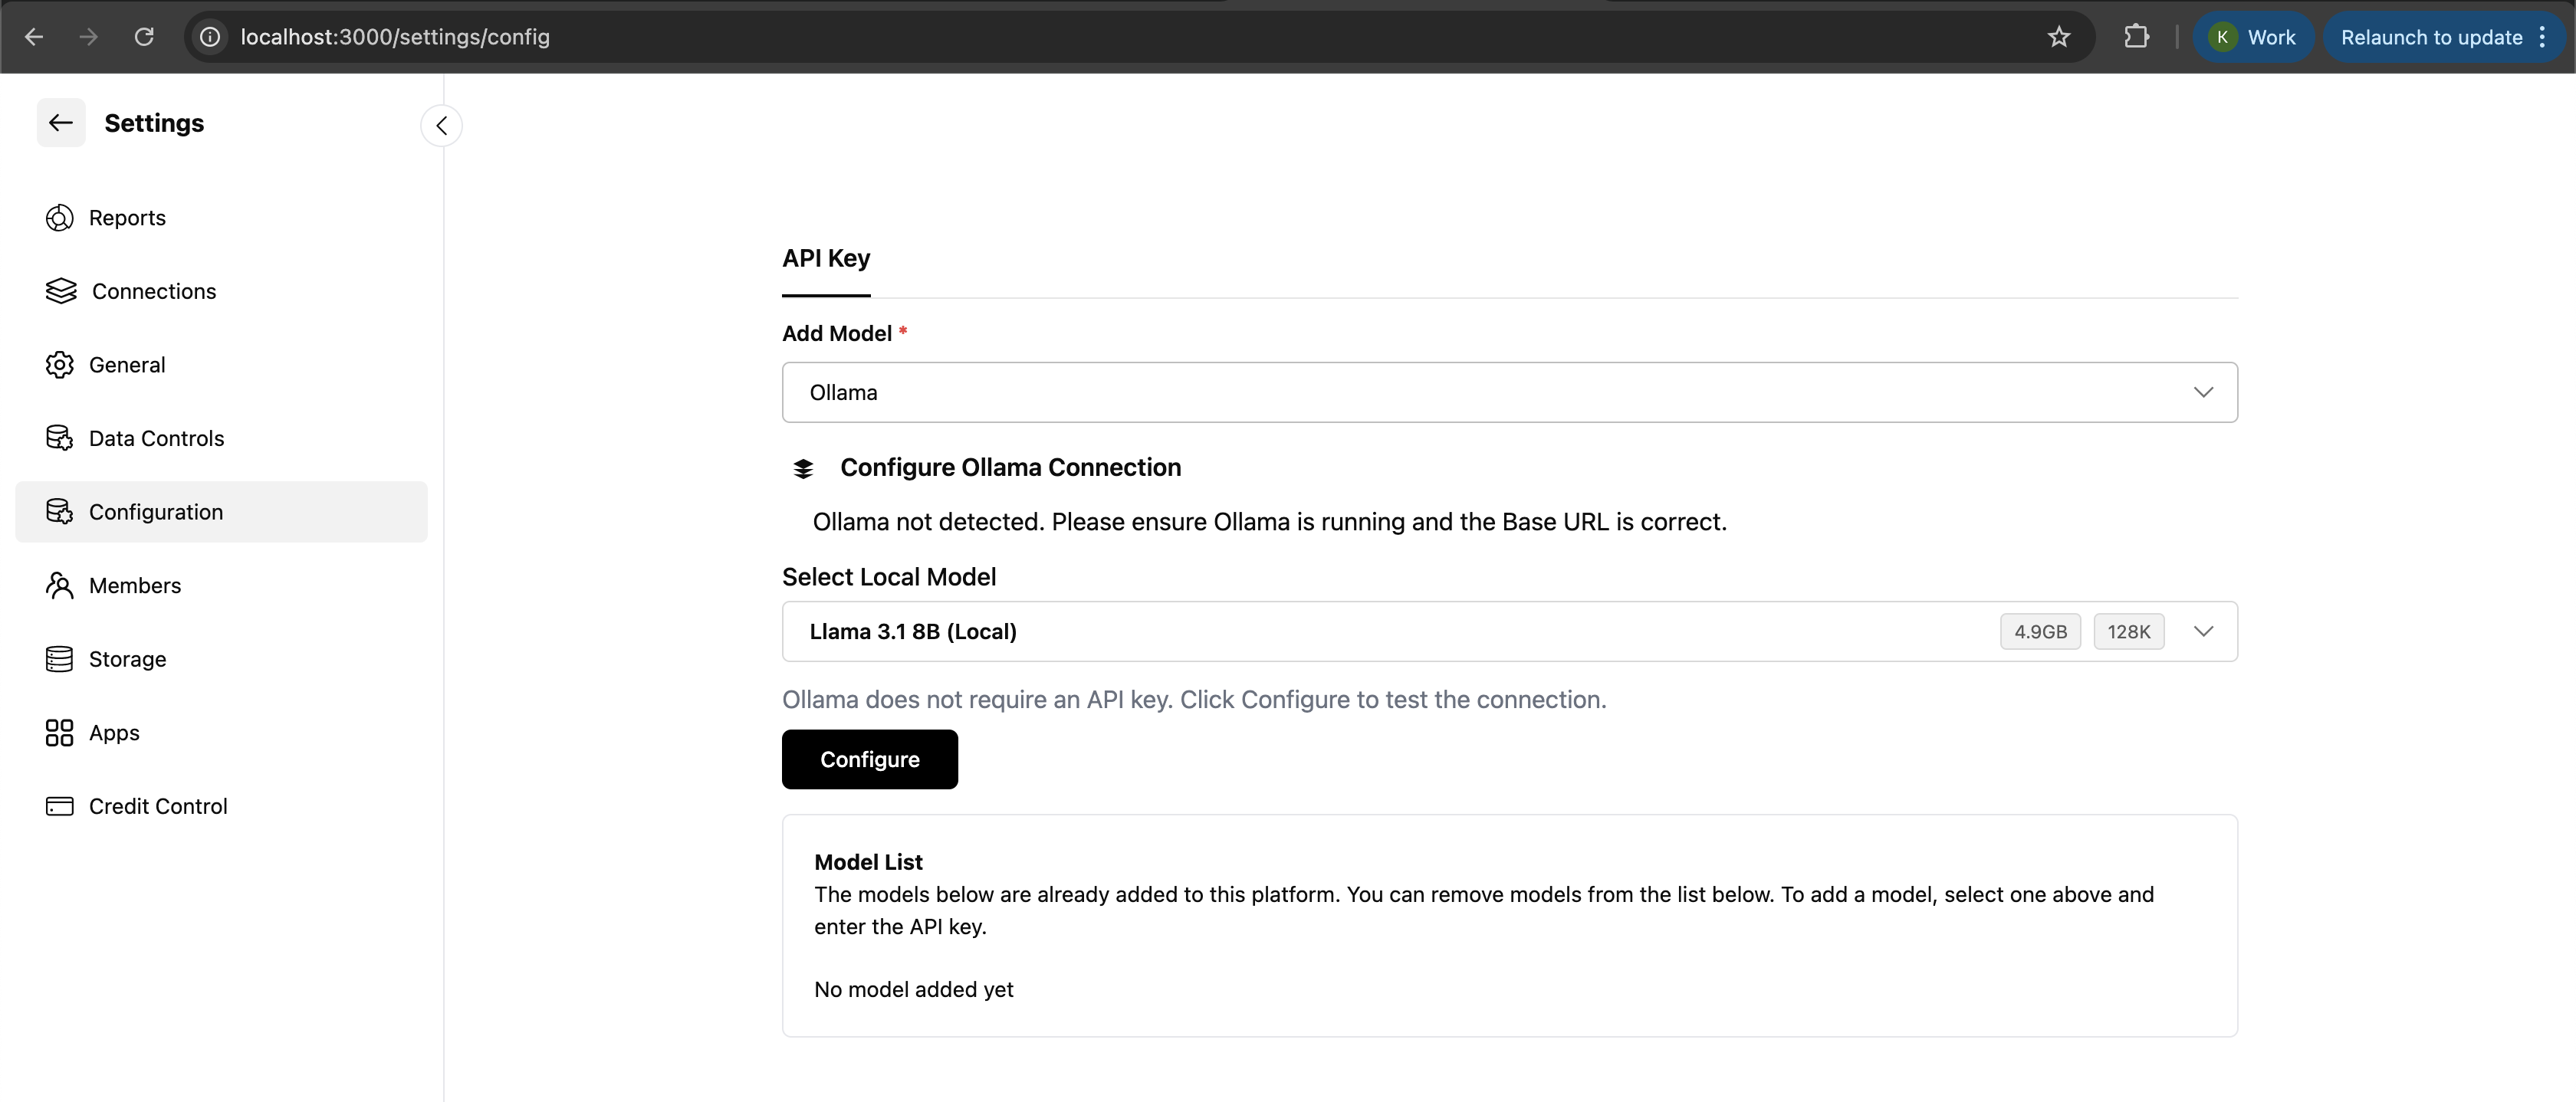 localhost:3000/settings/config
K
Work
Relaunch to update
Settings
Reports
Connections
General
Data Controls
Configuration
Members
Storage
Apps
Credit Control
API Key
Add Model *
Ollama
Configure Ollama Connection
Ollama not detected. Please ensure Ollama is running and the Base URL is correct.
Select Local Model
Llama 3.1 8B (Local)
4.9GB
128K
Ollama does not require an API key. Click Configure to test the connection.
Configure
Model List
The models below are already added to this platform. You can remove models from the list below. To add a model, select one above and
enter the API key.
No model added yet